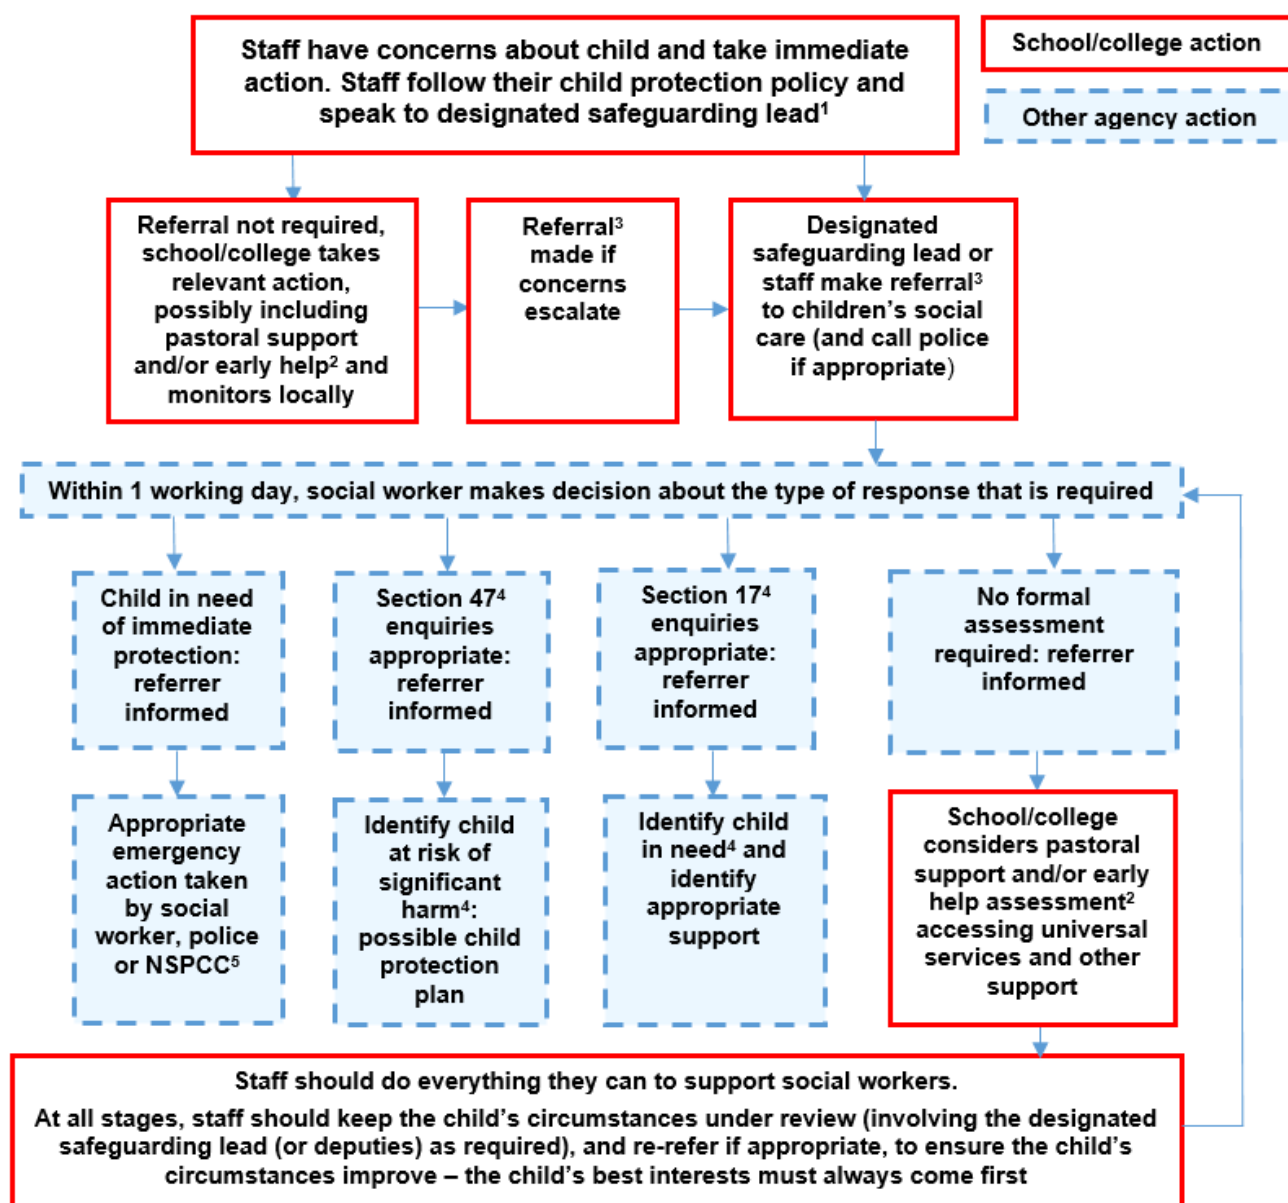 Staff have concerns about child and take immediate
action. Staff follow their child protection policy and
speak to designated safeguarding lead¹
School/college action
Other agency action
Referral not required,
school/college takes
relevant action,
possibly including
pastoral support
and/or early help² and
monitors locally
Referral³
made if
concerns
escalate
Designated
safeguarding lead or
staff make referral³
to children’s social
care (and call police
if appropriate)
Within 1 working day, social worker makes decision about the type of response that is required
Child in need
of immediate
protection:
referrer
informed
Section 47⁴
enquiries
appropriate:
referrer
informed
Section 17⁴
enquiries
appropriate:
referrer
informed
No formal
assessment
required: referrer
informed
Appropriate
emergency
action taken
by social
worker, police
or NSPCC⁵
Identify child
at risk of
significant
harm⁴:
possible child
protection
plan
Identify child
in need⁴ and
identify
appropriate
support
School/college
considers pastoral
support and/or early
help assessment²
accessing universal
services and other
support
Staff should do everything they can to support social workers.
At all stages, staff should keep the child’s circumstances under review (involving the designated
safeguarding lead (or deputies) as required), and re-refer if appropriate, to ensure the child’s
circumstances improve – the child’s best interests must always come first